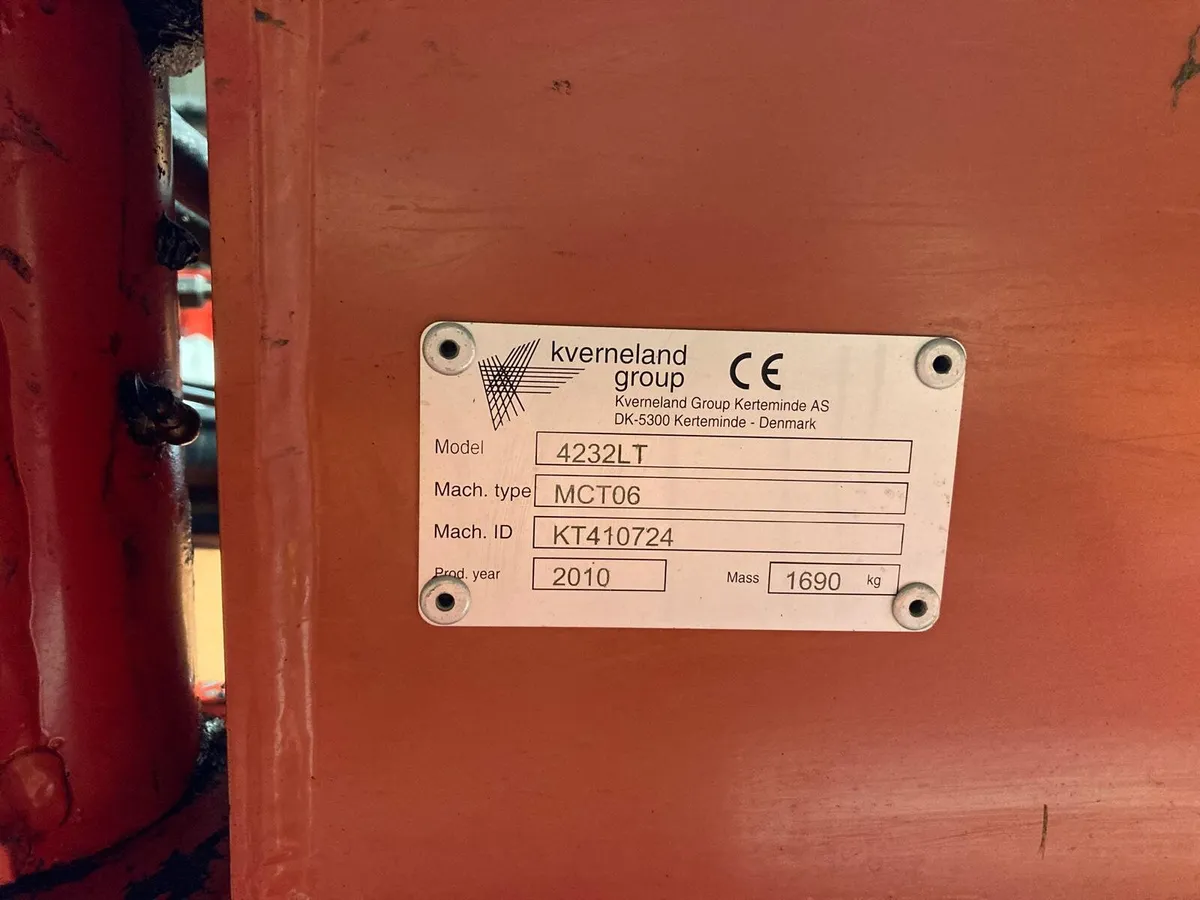 kverneland
group
CE
Kverneland Group Kerteminde AS
DK-5300 Kerteminde - Denmark
Model 4232LT
Mach. type MCT06
Mach. ID KT410724
Prod. year 2010 Mass 1690 kg